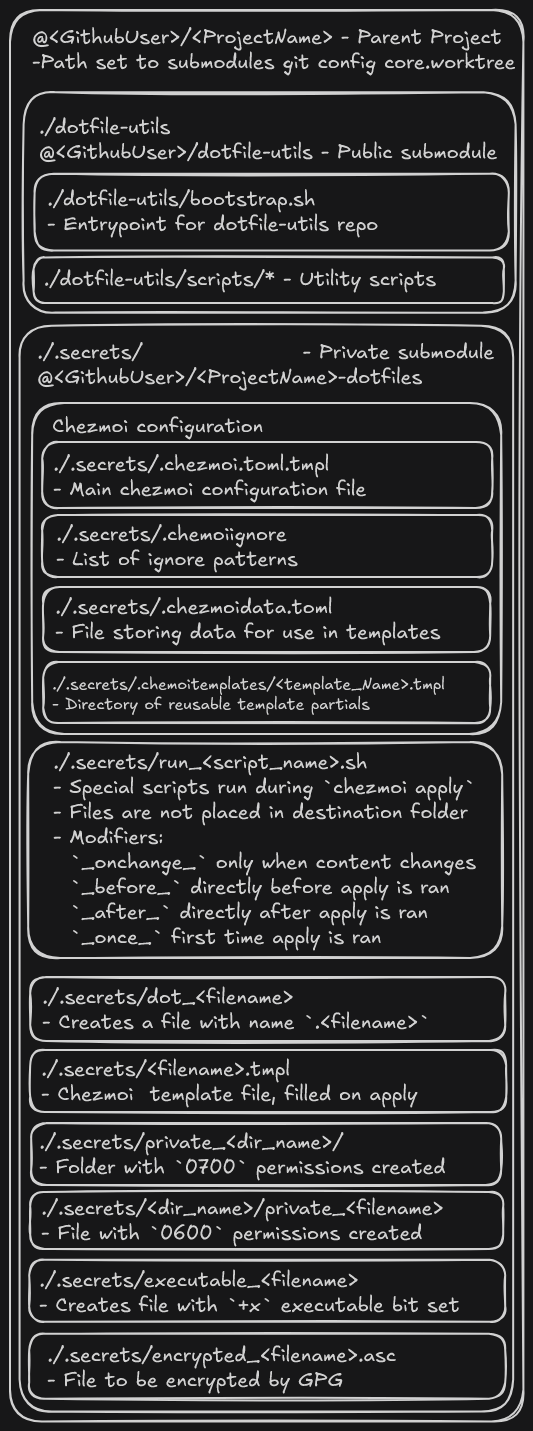 @<GithubUser>/<ProjectName> - Parent Project
-Path set to submodules git config core.worktree
./dotfile-utils
@<GithubUser>/dotfile-utils - Public submodule
./dotfile-utils/bootstrap.sh
- Entrypoint for dotfile-utils repo
./dotfile-utils/scripts/* - Utility scripts
./.secrets/ - Private submodule
@<GithubUser>/<ProjectName>-dotfiles
Chezmoi configuration
./.secrets/.chezmoi.toml.tmpl
- Main chezmoi configuration file
./.secrets/.chemoiignore
- List of ignore patterns
./.secrets/.chezmoidata.toml
- File storing data for use in templates
./.secrets/.chemoitemplates/<template_Name>.tmpl
- Directory of reusable template partials
./.secrets/run_<script_name>.sh
- Special scripts run during `chezmoi apply`
- Files are not placed in destination folder
- Modifiers:
`_onchange_` only when content changes
`_before_` directly before apply is ran
`_after_` directly after apply is ran
`_once_` first time apply is ran
./.secrets/dot_<filename>
- Creates a file with name `.<filename>`
./.secrets/<filename>.tmpl
- Chezmoi  template file, filled on apply
./.secrets/private_<dir_name>/
- Folder with `0700` permissions created
./.secrets/<dir_name>/private_<filename>
- File with `0600` permissions created
./.secrets/executable_<filename>
- Creates file with `+x` executable bit set
./.secrets/encrypted_<filename>.asc
- File to be encrypted by GPG